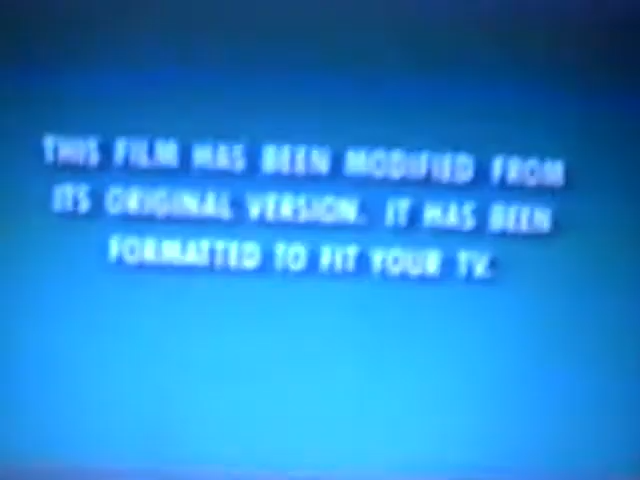 THIS FILM HAS BEEN MODIFIED FROM
ITS ORIGINAL VERSION. IT HAS BEEN
FORMATTED TO FIT YOUR TV.